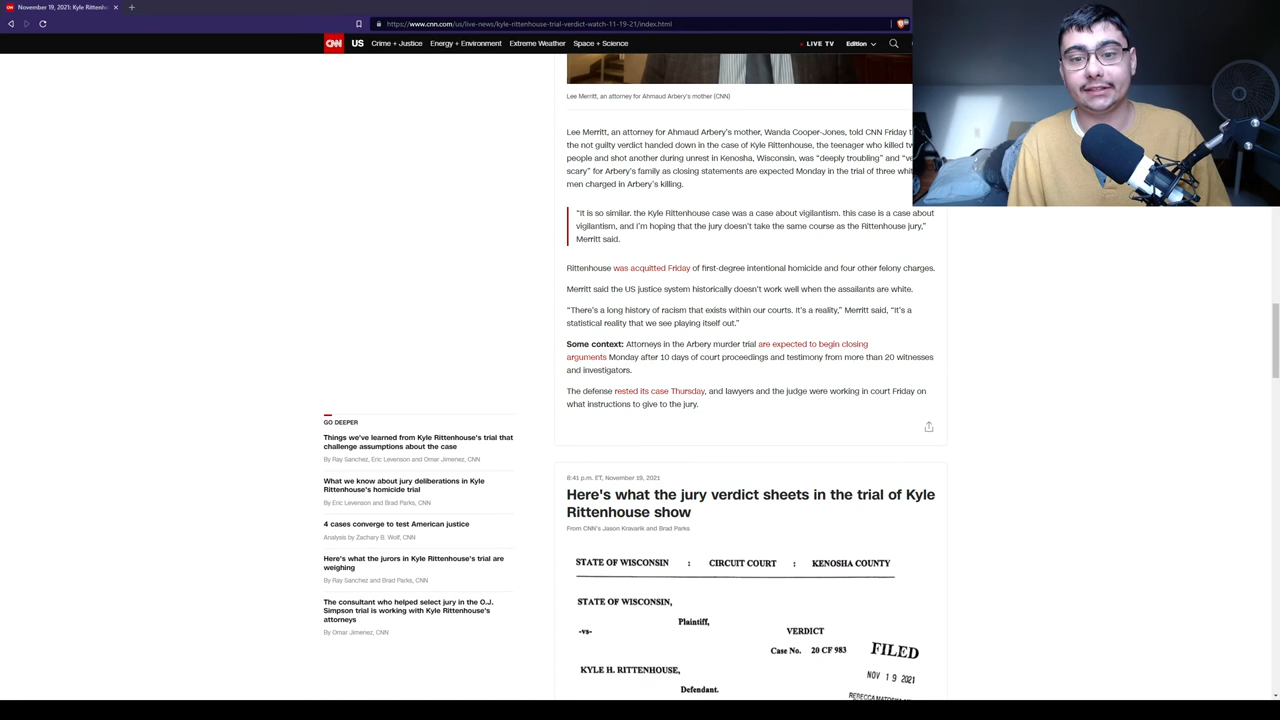 November 19, 2021: Kyle Rittenh
https://www.cnn.com/us/live-news/kyle-rittenhouse-trial-verdict-watch-11-19-21/index.html
CNN US Crime + Justice Energy + Environment Extreme Weather Space + Science LIVE TV Edition
Lee Merritt, an attorney for Ahmaud Arbery's mother (CNN)
Lee Merritt, an attorney for Ahmaud Arbery's mother, Wanda Cooper-Jones, told CNN Friday
the not guilty verdict handed down in the case of Kyle Rittenhouse, the teenager who killed
people and shot another during unrest in Kenosha, Wisconsin, was "deeply troubling" and
scary" for Arbery's family as closing statements are expected Monday in the trial of three
men charged in Arbery's killing.
"It is so similar. the Kyle Rittenhouse case was a case about vigilantism. this case is a case about
vigilantism, and I'm hoping that the jury doesn't take the same course as the Rittenhouse jury,"
Merritt said.
Rittenhouse was acquitted Friday of first-degree intentional homicide and four other felony charges.
Merritt said the US justice system historically doesn't work well when the assailants are white.
"There's a long history of racism that exists within our courts. It's a reality," Merritt said, "It's a
statistical reality that we see playing itself out."
Some context: Attorneys in the Arbery murder trial are expected to begin closing
arguments Monday after 10 days of court proceedings and testimony from more than 20 witnesses
and investigators.
The defense rested its case Thursday, and lawyers and the judge were working in court Friday on
what instructions to give to the jury.
GO DEEPER
Things we've learned from Kyle Rittenhouse's trial that
challenge assumptions about the case
By Ray Sanchez, Eric Levenson and Omar Jimenez, CNN
What we know about jury deliberations in Kyle
Rittenhouse's homicide trial
By Eric Levenson and Brad Parks, CNN
4 cases converge to test American justice
Analysis by Zachary B. Wolf, CNN
Here's what the jurors in Kyle Rittenhouse's trial are
weighing
By Ray Sanchez and Brad Parks, CNN
The consultant who helped select jury in the O.J.
Simpson trial is working with Kyle Rittenhouse's
attorneys
By Omar Jimenez, CNN
8:41 p.m. ET, November 19, 2021
Here's what the jury verdict sheets in the trial of Kyle
Rittenhouse show
From CNN's Jason Kravarik and Brad Parks
STATE OF WISCONSIN : CIRCUIT COURT : KENOSHA COUNTY
STATE OF WISCONSIN,
Plaintiff,
-vs- VERDICT
Case No. 20 CF 983
FILED
KYLE H. RITTENHOUSE,
NOV 19 2021
Defendant.